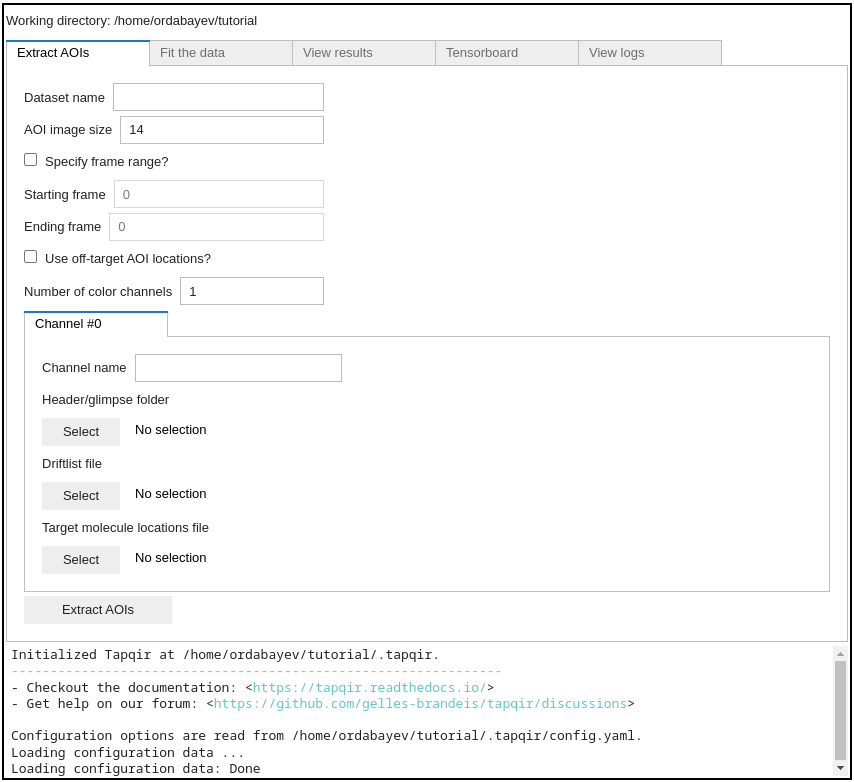 Working directory: /home/ordabayev/tutorial
Extract AOIs Fit the data View results Tensorboard View logs
Dataset name
AOI image size 14
Specify frame range?
Starting frame 0
Ending frame 0
Use off-target AOI locations?
Number of color channels 1
Channel #0
Channel name
Header/glimpse folder
Select No selection
Driftlist file
Select No selection
Target molecule locations file
Select No selection
Extract AOIs
Initialized Tapqir at /home/ordabayev/tutorial/.tapqir.
---------------------------------------------------------------
- Checkout the documentation: <https://tapqir.readthedocs.io/>
- Get help on our forum: <https://github.com/gelles-brandeis/tapqir/discussions>
Configuration options are read from /home/ordabayev/tutorial/.tapqir/config.yaml.
Loading configuration data ...
Loading configuration data: Done